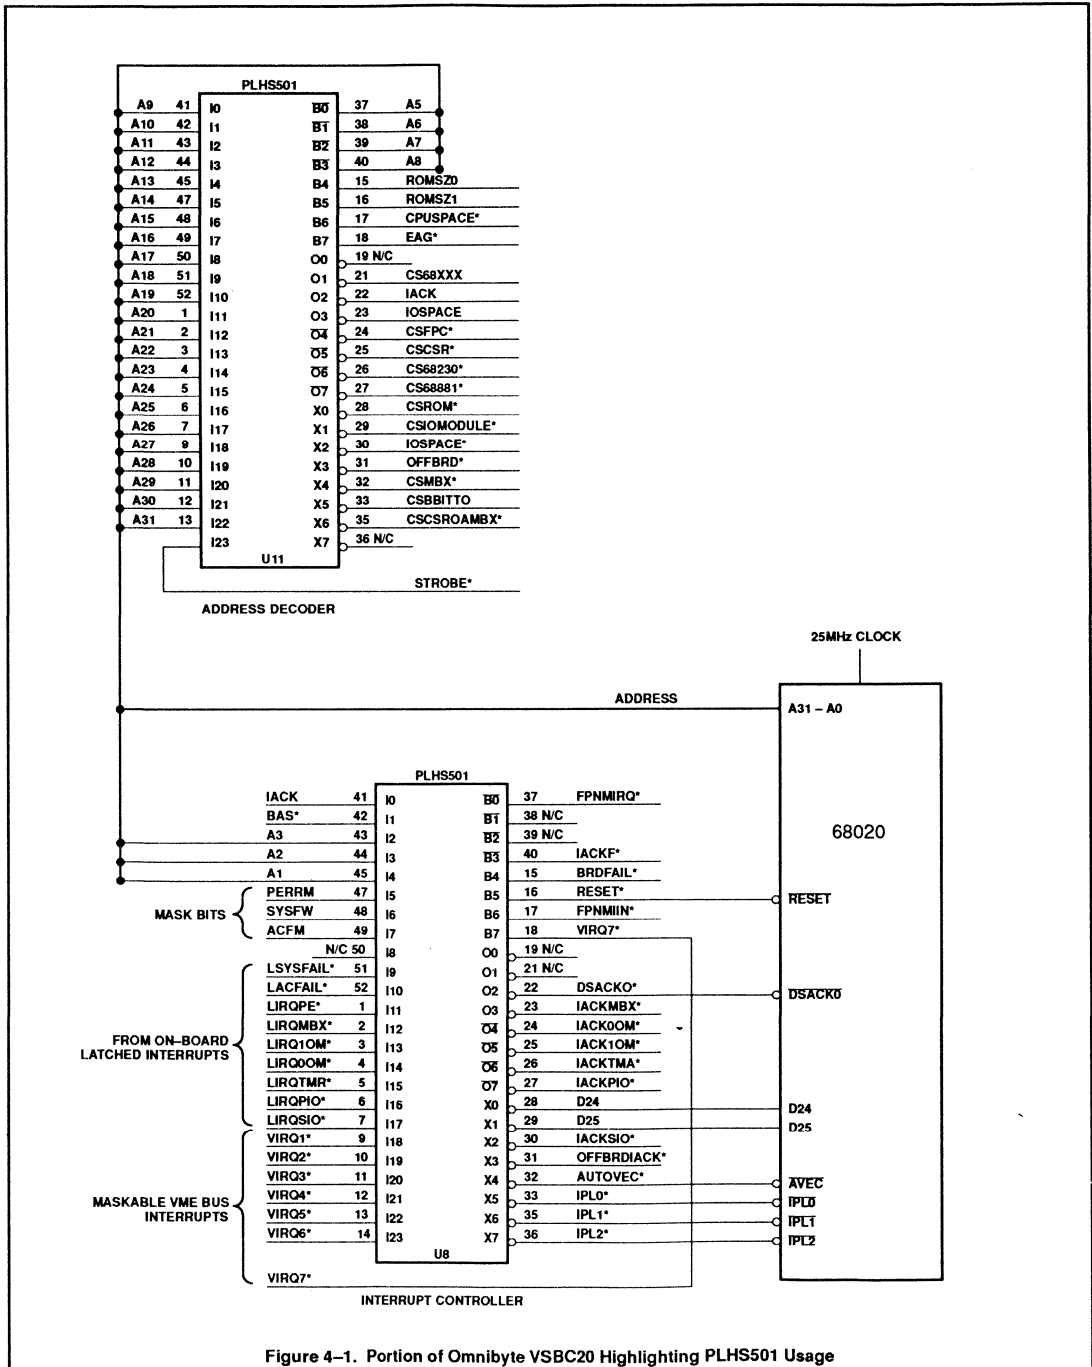 PLHS501
A9 41 I0 B0 37 A5
A10 42 I1 B1 38 A6
A11 43 I2 B2 39 A7
A12 44 I3 B3 40 A8
A13 45 I4 B4 15 ROMSZ0
A14 47 I5 B5 16 ROMSZ1
A15 48 I6 B6 17 CPUSPACE*
A16 49 I7 B7 18 EAG*
A17 50 I8 O0 19 N/C
A18 51 I9 O1 21 CS68XXX
A19 52 I10 O2 22 IACK
A20 1 I11 O3 23 IOSPACE
A21 2 I12 O4 24 CSFPC*
A22 3 I13 O5 25 CSCSR*
A23 4 I14 O6 26 CS68230*
A24 5 I15 O7 27 CS68881*
A25 6 I16 X0 28 CSROM*
A26 7 I17 X1 29 CSIOMODULE*
A27 9 I18 X2 30 IOSPACE*
A28 10 I19 X3 31 OFFBRD*
A29 11 I20 X4 32 CSMBX*
A30 12 I21 X5 33 CSBBITTO
A31 13 I22 X6 35 CSCSROAMBX*
I23 X7 36 N/C
U11
STROBE*
ADDRESS DECODER
25MHz CLOCK
ADDRESS
A31 – A0
68020
PLHS501
IACK 41 I0 B0 37 FPNMIRQ*
BAS* 42 I1 B1 38 N/C
A3 43 I2 B2 39 N/C
A2 44 I3 B3 40 IACKF*
A1 45 I4 B4 15 BRDFAIL*
PERRM 47 I5 B5 16 RESET* RESET
MASK BITS SYSFW 48 I6 B6 17 FPNMIIN*
ACFM 49 I7 B7 18 VIRQ7*
N/C 50 I8 O0 19 N/C
LSYSFAIL* 51 I9 O1 21 N/C
LACFAIL* 52 I10 O2 22 DSACKO* DSACK0
LIRQPE* 1 I11 O3 23 IACKMBX*
LIRQMBX* 2 I12 O4 24 IACK0OM*
FROM ON–BOARD
LATCHED INTERRUPTS
LIRQ1OM* 3 I13 O5 25 IACK1OM*
LIRQ0OM* 4 I14 O6 26 IACKTMA*
LIRQTMR* 5 I15 O7 27 IACKPIO*
LIRQPIO* 6 I16 X0 28 D24 D24
LIRQSIO* 7 I17 X1 29 D25 D25
VIRQ1* 9 I18 X2 30 IACKSIO*
VIRQ2* 10 I19 X3 31 OFFBRDIACK*
VIRQ3* 11 I20 X4 32 AUTOVEC* AVEC
MASKABLE VME BUS
INTERRUPTS
VIRQ4* 12 I21 X5 33 IPL0* IPL0
VIRQ5* 13 I22 X6 35 IPL1* IPL1
VIRQ6* 14 I23 X7 36 IPL2* IPL2
U8
VIRQ7*
INTERRUPT CONTROLLER
Figure 4–1. Portion of Omnibyte VSBC20 Highlighting PLHS501 Usage